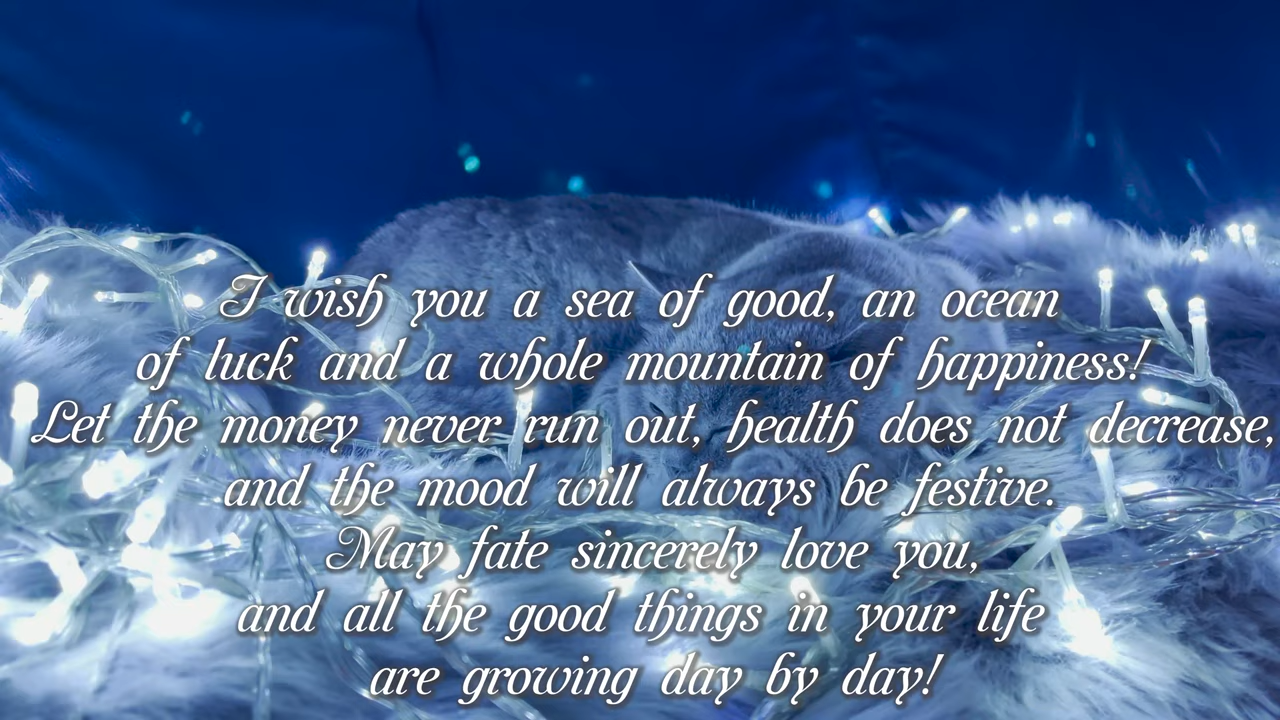 I wish you a sea of good, an ocean
of luck and a whole mountain of happiness!
Let the money never run out, health does not decrease,
and the mood will always be festive.
May fate sincerely love you,
and all the good things in your life
are growing day by day!